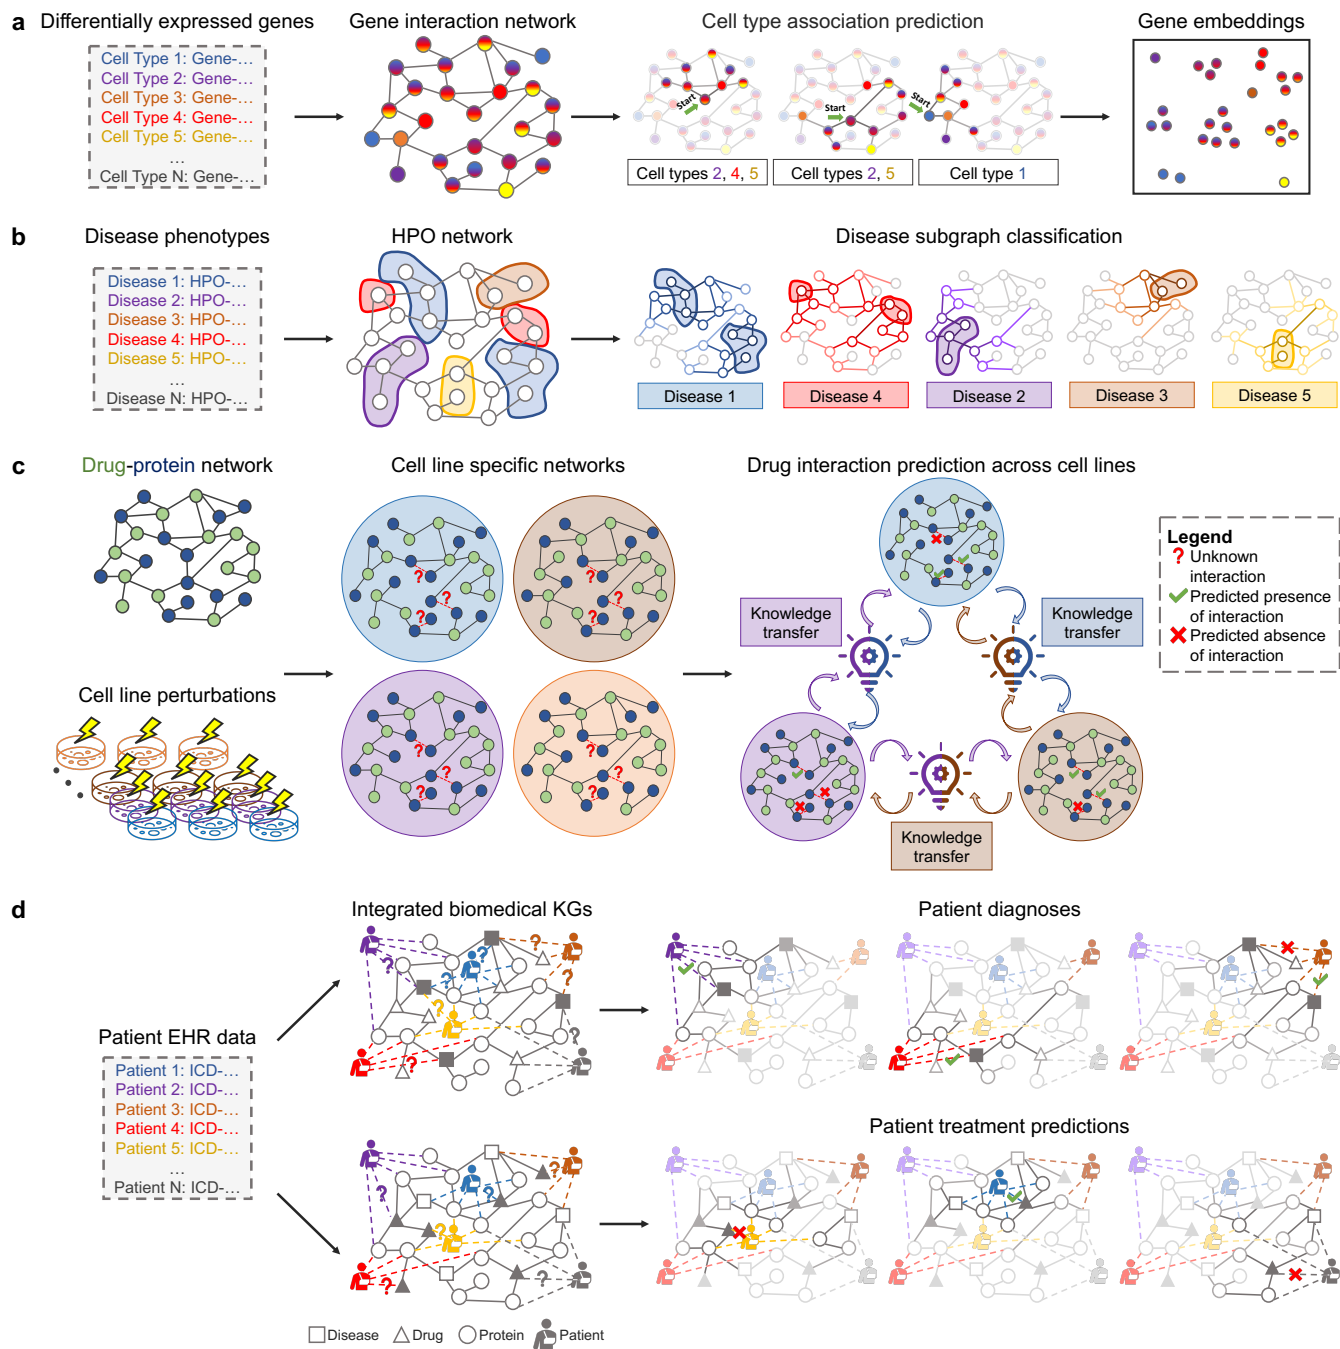 a
Differentially expressed genes
Gene interaction network
Cell type association prediction
Gene embeddings
Cell Type 1: Gene-...
Cell Type 2: Gene-...
Cell Type 3: Gene-...
Cell Type 4: Gene-...
Cell Type 5: Gene-...
...
Cell Type N: Gene-...
Start
Start
Start
Cell types 2, 4, 5
Cell types 2, 5
Cell type 1
b
Disease phenotypes
HPO network
Disease subgraph classification
Disease 1: HPO-...
Disease 2: HPO-...
Disease 3: HPO-...
Disease 4: HPO-...
Disease 5: HPO-...
...
Disease N: HPO-...
Disease 1
Disease 4
Disease 2
Disease 3
Disease 5
c
Drug-protein network
Cell line specific networks
Drug interaction prediction across cell lines
Cell line perturbations
? ? ?
? ? ?
? ? ?
? ? ?
Knowledge
transfer
Knowledge
transfer
Knowledge
transfer
Legend
? Unknown
interaction
Predicted presence
of interaction
Predicted absence
of interaction
d
Integrated biomedical KGs
Patient diagnoses
Patient EHR data
Patient 1: ICD-...
Patient 2: ICD-...
Patient 3: ICD-...
Patient 4: ICD-...
Patient 5: ICD-...
...
Patient N: ICD-...
? ? ? ? ? ? ? ?
Patient treatment predictions
? ? ? ? ? ?
Disease
Drug
Protein
Patient